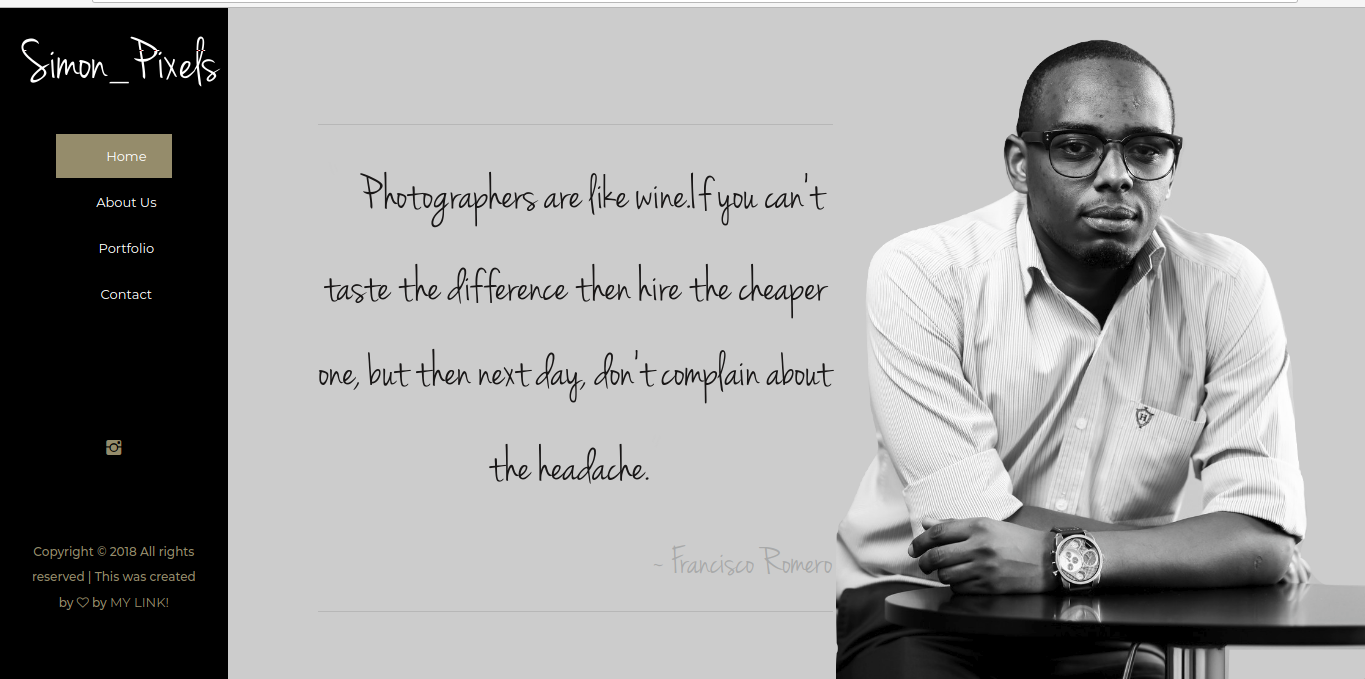 Simon_Pixels
Home
About Us
Portfolio
Contact
Copyright © 2018 All rights
reserved | This was created
by ♡ by MY LINK!
Photographers are like wine.If you can't
taste the difference then hire the cheaper
one, but then next day, don't complain about
the headache.
~ Francisco Romero
H